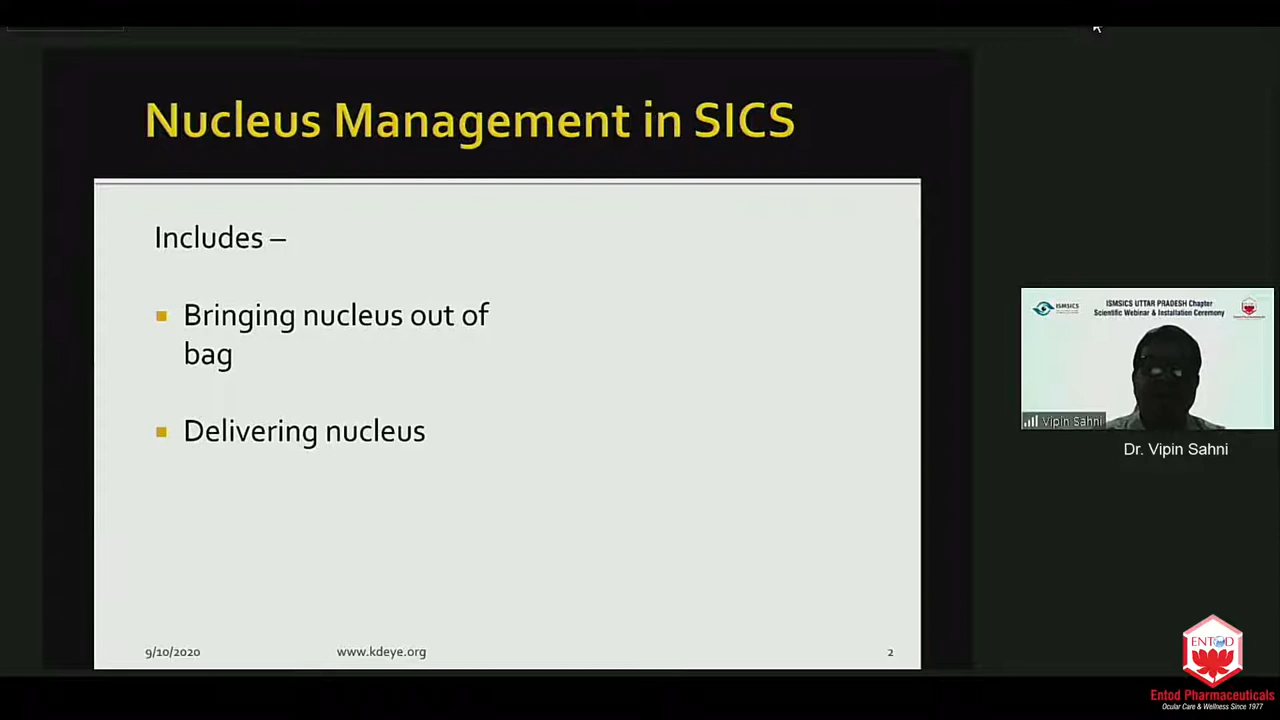 Nucleus Management in SICS
Includes –
Bringing nucleus out of
bag
Delivering nucleus
9/10/2020
www.kdeye.org
2
ISMSICS
ISMSICS UTTAR PRADESH Chapter
Scientific Webinar & Installation Ceremony
Vipin Sahni
Dr. Vipin Sahni
ENTOD
Entod Pharmaceuticals
Ocular Care & Wellness Since 1977